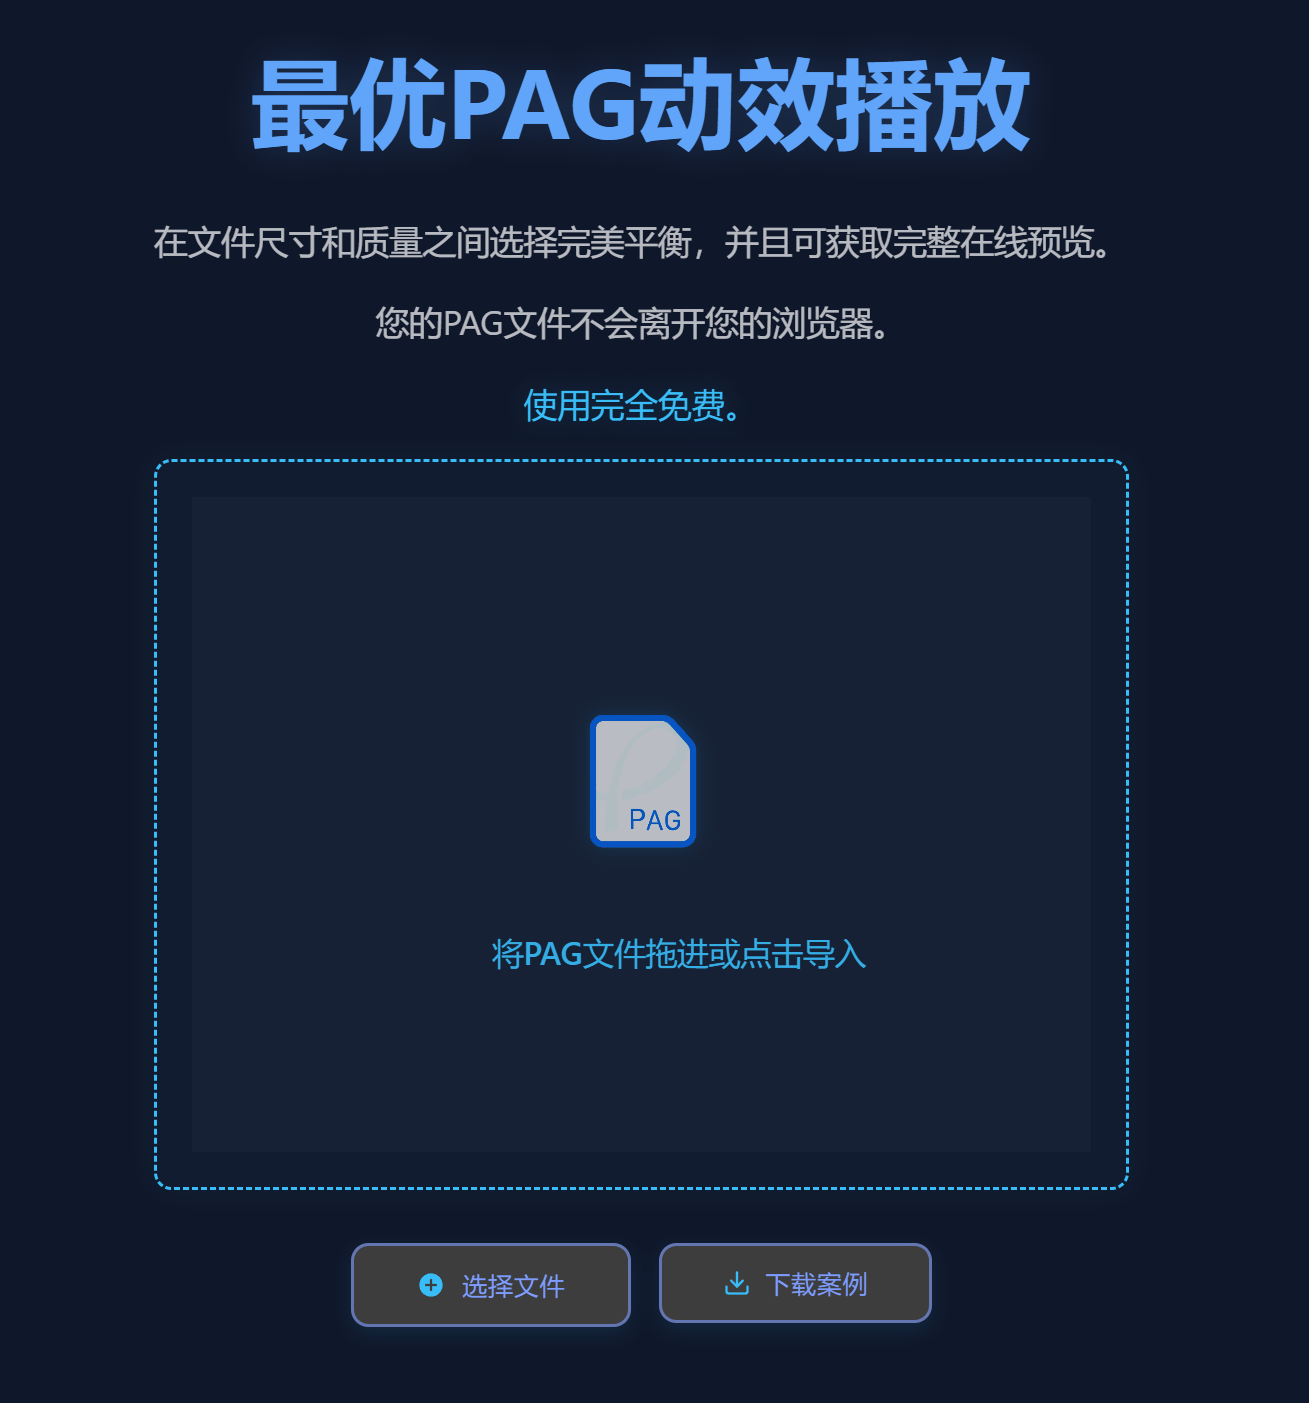 最优PAG动效播放
在文件尺寸和质量之间选择完美平衡，并且可获取完整在线预览。
您的PAG文件不会离开您的浏览器。
使用完全免费。
PAG
将PAG文件拖进或点击导入
选择文件
下载案例